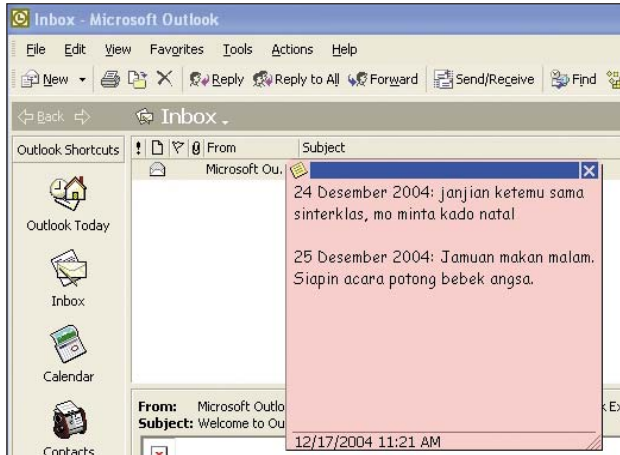 Inbox - Microsoft Outlook
File Edit View Favorites Tools Actions Help
New Reply Reply to All Forward Send/Receive Find
Back Inbox
Outlook Shortcuts ! From Subject
Microsoft Ou.
24 Desember 2004: janjian ketemu sama
sinterklas, mo minta kado natal
Outlook Today
25 Desember 2004: Jamuan makan malam.
Siapin acara potong bebek angsa.
Inbox
Calendar
From: Microsoft Outlo
Subject: Welcome to Ou
12/17/2004 11:21 AM
Contacts